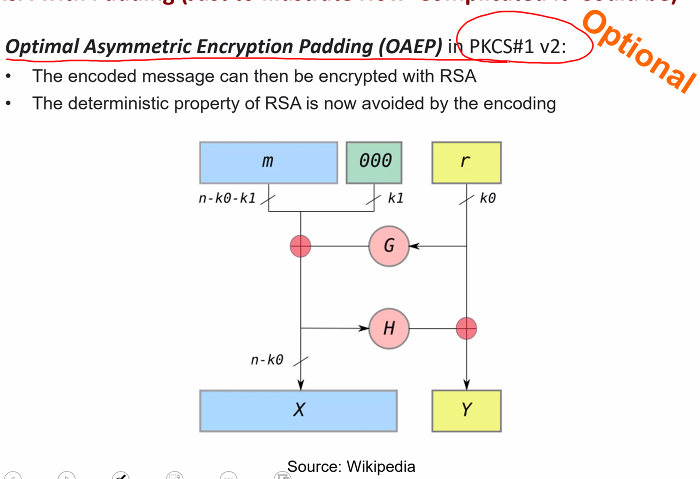 Optimal Asymmetric Encryption Padding (OAEP) in PKCS#1 v2:
Optional
• The encoded message can then be encrypted with RSA
• The deterministic property of RSA is now avoided by the encoding
m 000 r
n-k0-k1 k1 k0
G
H
n-k0
X Y
Source: Wikipedia